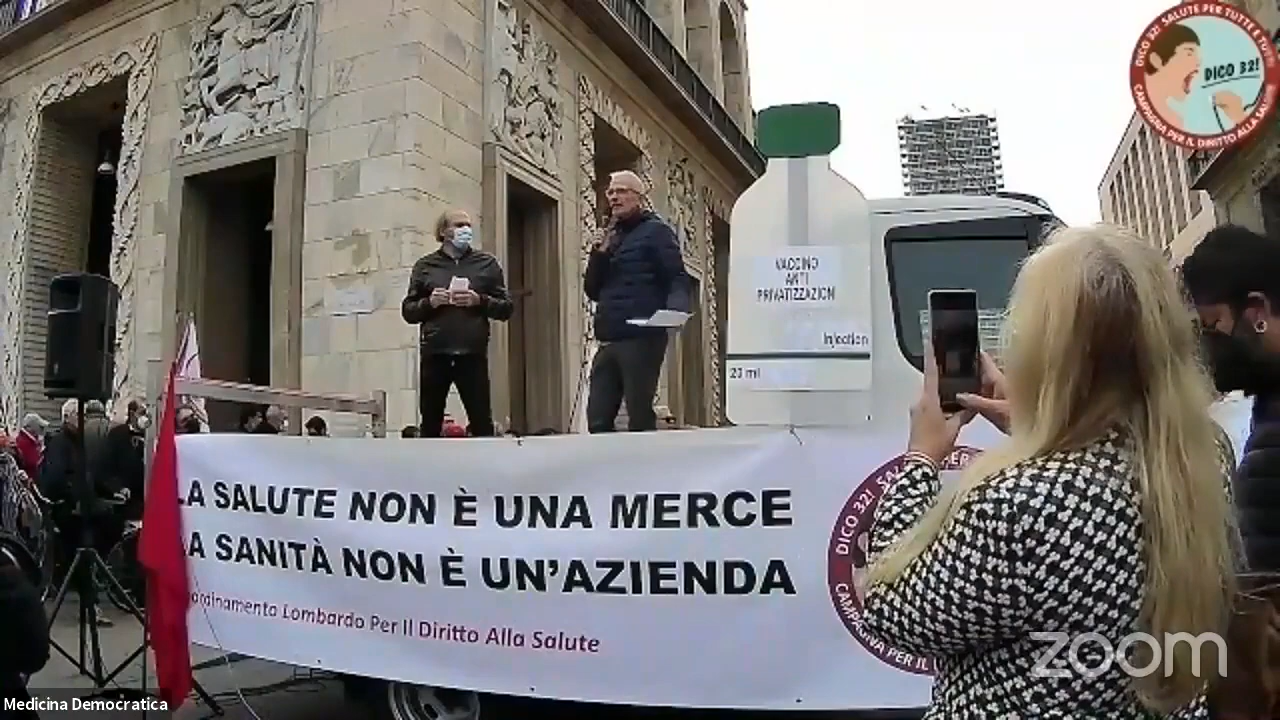 DICO 32! SALUTE PER TUTTE E TUTTI
DICO 32!
CAMPAGNA PER IL DIRITTO ALLA SALUTE
VACCINO
ANTI
PRIVATIZZAZIONI
Injection
20 ml
LA SALUTE NON È UNA MERCE
LA SANITÀ NON È UN'AZIENDA
Lombardo Per Il Diritto Alla Salute
DICO 32!
CAMPAGNA PER IL
zoom
Medicina Democratica